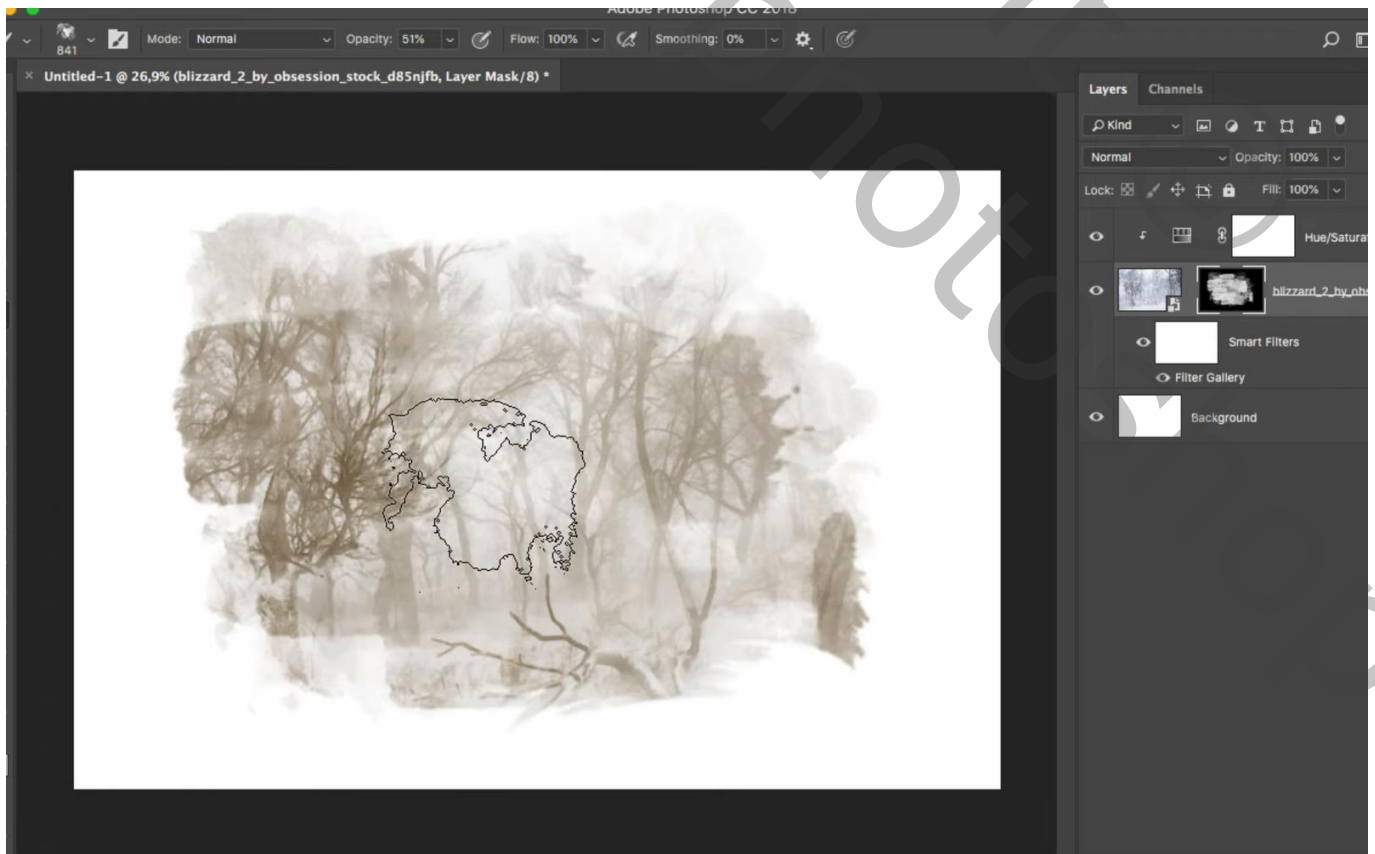 Adobe Photoshop CC 2018
841
Mode: Normal
Opacity: 51%
Flow: 100%
Smoothing: 0%
× Untitled-1 @ 26,9% (blizzard_2_by_obsession_stock_d85njfb, Layer Mask/8) *
Layers Channels
Kind
Normal
Opacity: 100%
Lock:
Fill: 100%
Hue/Satura
blizzard_2_by_obs
Smart Filters
Filter Gallery
Background